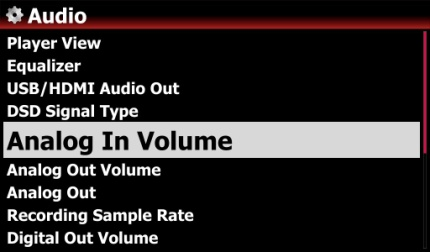 Audio
Player View
Equalizer
USB/HDMI Audio Out
DSD Signal Type
Analog In Volume
Analog Out Volume
Analog Out
Recording Sample Rate
Digital Out Volume